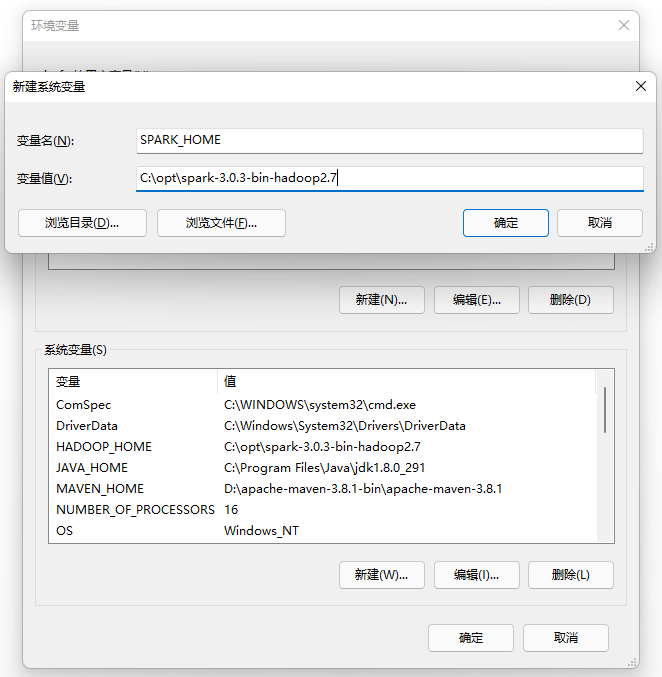 环境变量
新建系统变量
变量名(N):
SPARK_HOME
变量值(V):
C:\opt\spark-3.0.3-bin-hadoop2.7
浏览目录(D)... 浏览文件(F)... 确定 取消
新建(N)... 编辑(E)... 删除(D)
系统变量(S)
变量 值
ComSpec C:\WINDOWS\system32\cmd.exe
DriverData C:\Windows\System32\Drivers\DriverData
HADOOP_HOME C:\opt\spark-3.0.3-bin-hadoop2.7
JAVA_HOME C:\Program Files\Java\jdk1.8.0_291
MAVEN_HOME D:\apache-maven-3.8.1-bin\apache-maven-3.8.1
NUMBER_OF_PROCESSORS 16
OS Windows_NT
新建(W)... 编辑(I)... 删除(L)
确定 取消